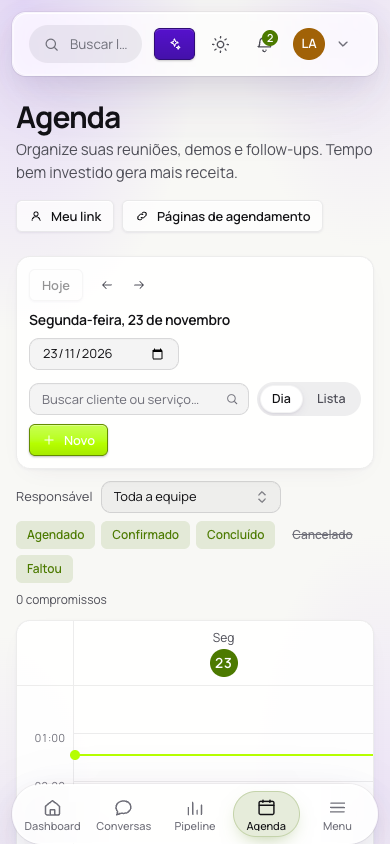 Buscar l...
2
LA
Agenda
Organize suas reuniões, demos e follow-ups. Tempo
bem investido gera mais receita.
Meu link
Páginas de agendamento
Hoje
Segunda-feira, 23 de novembro
23/11/2026
Buscar cliente ou serviço...
Dia
Lista
Novo
Responsável
Toda a equipe
Agendado
Confirmado
Concluído
Cancelado
Faltou
0 compromissos
Seg
23
01:00
Dashboard
Conversas
Pipeline
Agenda
Menu